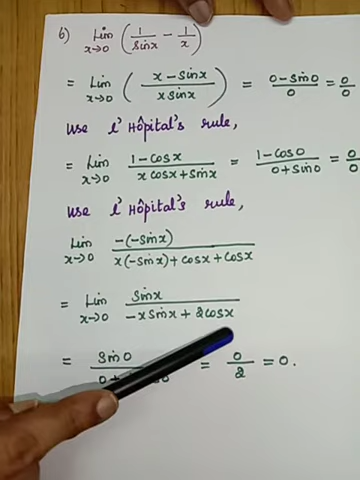 b) Lim x→0 (1/sinx − 1/x)
= Lim x→0 (x − sinx / x sinx) = 0 − sin0 / 0 = 0/0
Use L' Hôpital's rule,
= Lim x→0 1 − cosx / x cosx + sinx = 1 − cos0 / 0 + sin0 = 0/0
Use L' Hôpital's rule,
Lim x→0 −(−sinx) / x(−sinx) + cosx + cosx
= Lim x→0 sinx / −x sinx + 2cosx
= sin0 / 0 + = 0/2 = 0.